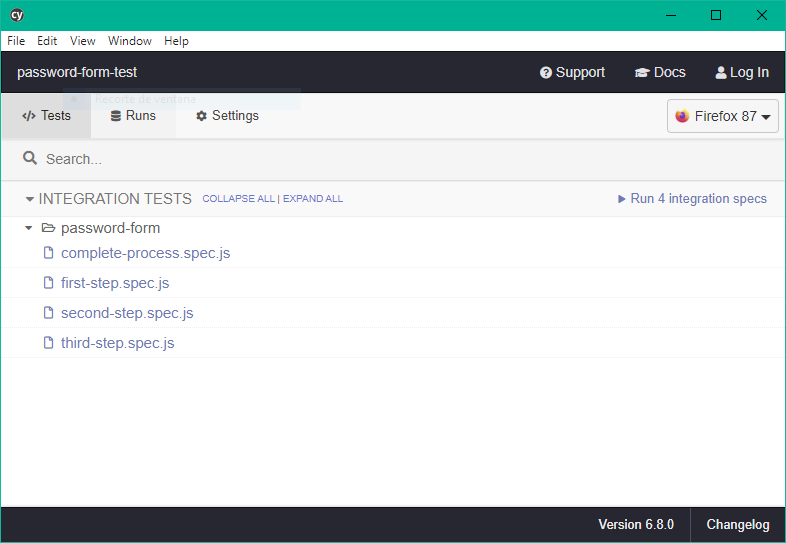 cy
File Edit View Window Help
password-form-test Support Docs Log In
Recorte de ventana
Tests Runs Settings Firefox 87
Search...
INTEGRATION TESTS COLLAPSE ALL | EXPAND ALL Run 4 integration specs
password-form
complete-process.spec.js
first-step.spec.js
second-step.spec.js
third-step.spec.js
Version 6.8.0 Changelog